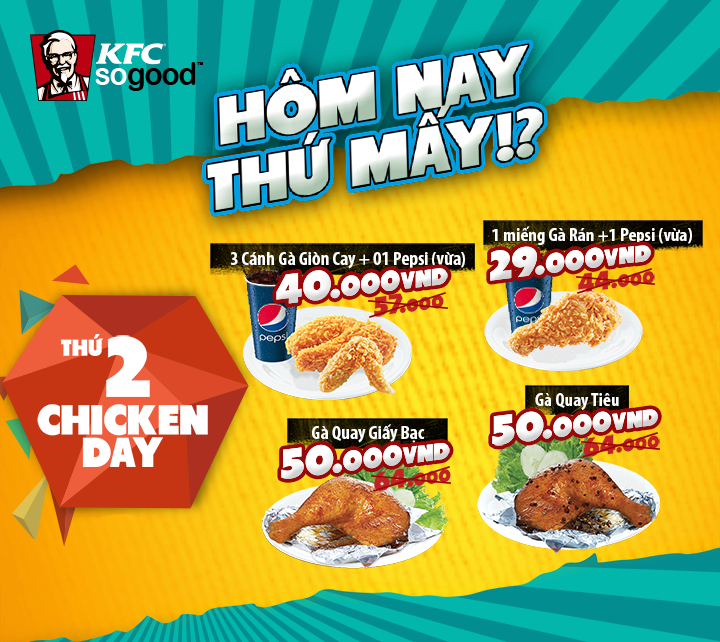 KFC
sogood™
HÔM NAY
THỨ MẤY!?
3 Cánh Gà Giòn Cay + 01 Pepsi (vừa)
40.000VND
57.000
pepsi
1 miếng Gà Rán +1 Pepsi (vừa)
29.000VND
44.000
pepsi
THỨ 2
CHICKEN
DAY
Gà Quay Giấy Bạc
50.000VND
64.000
Gà Quay Tiêu
50.000VND
64.000